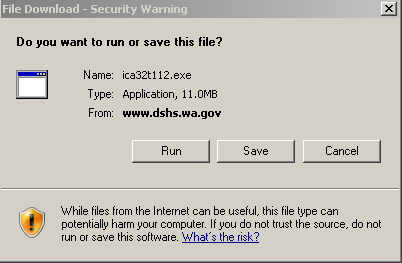 File Download - Security Warning
Do you want to run or save this file?
Name: ica32t112.exe
Type: Application, 11.0MB
From: www.dshs.wa.gov
Run Save Cancel
While files from the Internet can be useful, this file type can
potentially harm your computer. If you do not trust the source, do not
run or save this software. What's the risk?